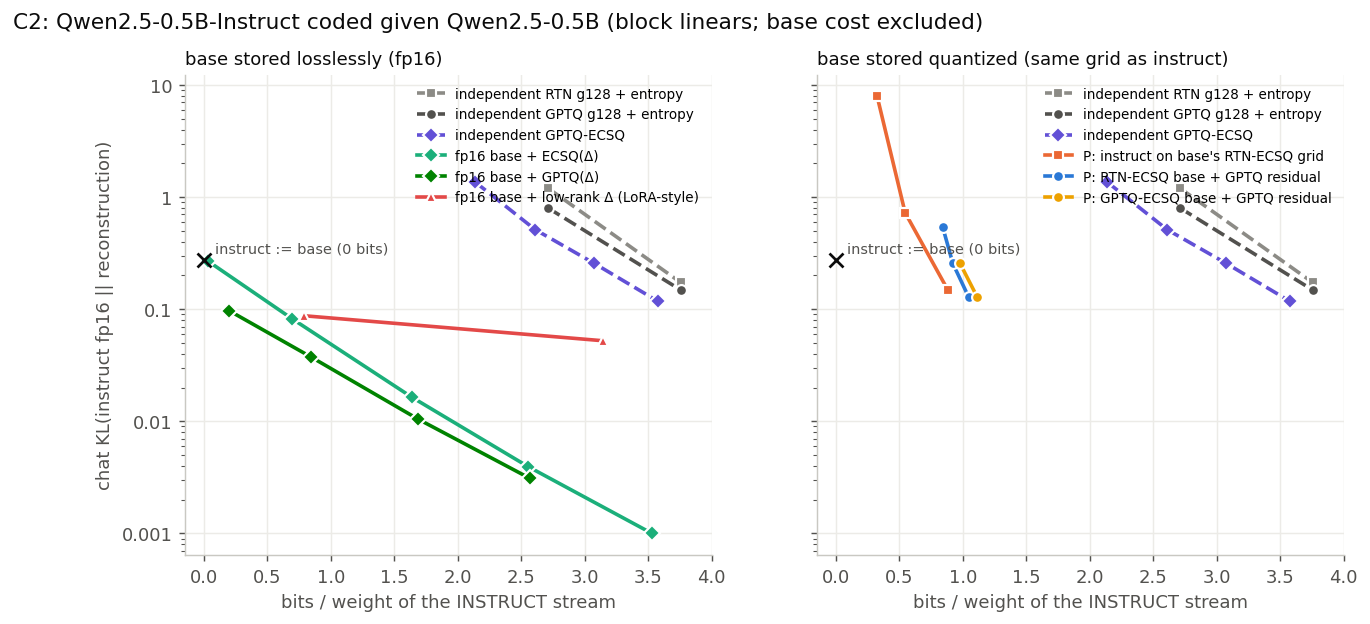 C2: Qwen2.5-0.5B-Instruct coded given Qwen2.5-0.5B (block linears; base cost excluded)
base stored losslessly (fp16)
chat KL(instruct fp16 || reconstruction)
10
1
0.1
0.01
0.001
independent RTN g128 + entropy
independent GPTQ g128 + entropy
independent GPTQ-ECSQ
fp16 base + ECSQ(Δ)
fp16 base + GPTQ(Δ)
fp16 base + low-rank Δ (LoRA-style)
instruct := base (0 bits)
0.0 0.5 1.0 1.5 2.0 2.5 3.0 3.5 4.0
bits / weight of the INSTRUCT stream
base stored quantized (same grid as instruct)
independent RTN g128 + entropy
independent GPTQ g128 + entropy
independent GPTQ-ECSQ
P: instruct on base's RTN-ECSQ grid
P: RTN-ECSQ base + GPTQ residual
P: GPTQ-ECSQ base + GPTQ residual
instruct := base (0 bits)
0.0 0.5 1.0 1.5 2.0 2.5 3.0 3.5 4.0
bits / weight of the INSTRUCT stream